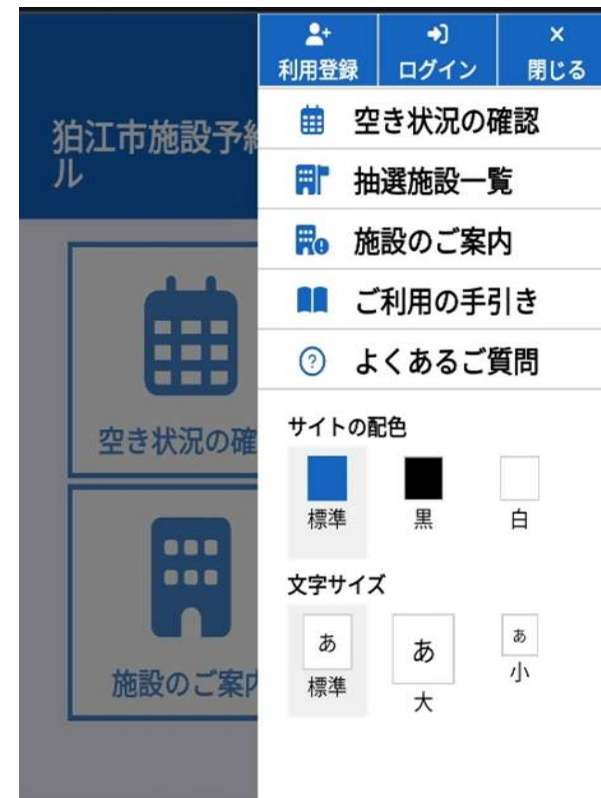 利用登録
ログイン
閉じる
狛江市施設予約
ル
空き状況の確認
抽選施設一覧
施設のご案内
ご利用の手引き
よくあるご質問
空き状況の確
施設のご案内
サイトの配色
標準
黒
白
文字サイズ
あ
標準
あ
大
あ
小